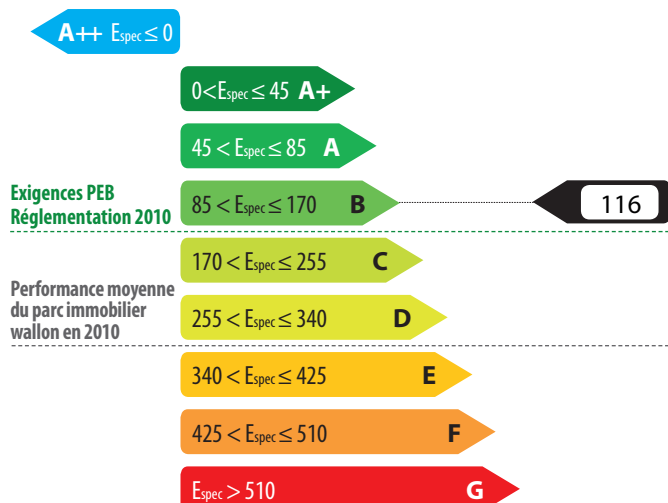 A++ Espec ≤ 0
0<Espec ≤ 45 A+
45 < Espec ≤ 85 A
Exigences PEB
Réglementation 2010
85 < Espec ≤ 170 B
116
170 < Espec ≤ 255 C
Performance moyenne
du parc immobilier
wallon en 2010
255 < Espec ≤ 340 D
340 < Espec ≤ 425 E
425 < Espec ≤ 510 F
Espec > 510 G